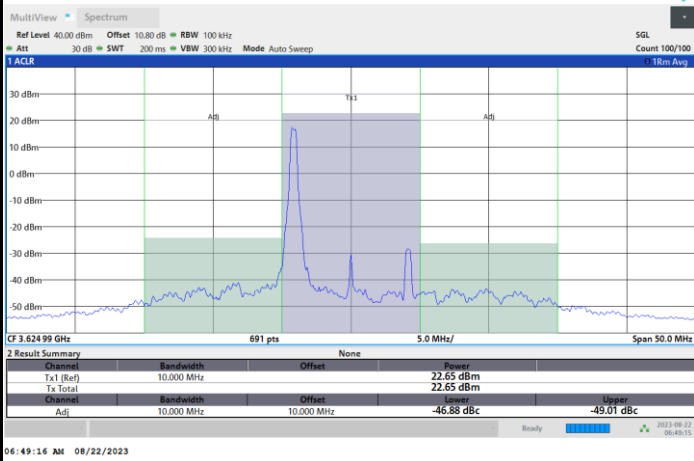 MultiView Spectrum
Ref Level 40.00 dBm Offset 10.80 dB RBW 100 kHz SGL
Att 30 dB SWT 200 ms VBW 300 kHz Mode Auto Sweep Count 100/100
1 ACLR 1Rm Avg
30 dBm
Tx1
20 dBm Adj Adj
10 dBm
0 dBm
-10 dBm
-20 dBm
-30 dBm
-40 dBm
-50 dBm
CF 3.624 99 GHz 691 pts 5.0 MHz/ Span 50.0 MHz
2 Result Summary None
Channel Bandwidth Offset Power
Tx1 (Ref) 10.000 MHz 22.65 dBm
Tx Total 22.65 dBm
Channel Bandwidth Offset Lower Upper
Adj 10.000 MHz 10.000 MHz -46.88 dBc -49.01 dBc
Ready 2023-08-22
06:49:15
06:49:16 AM 08/22/2023